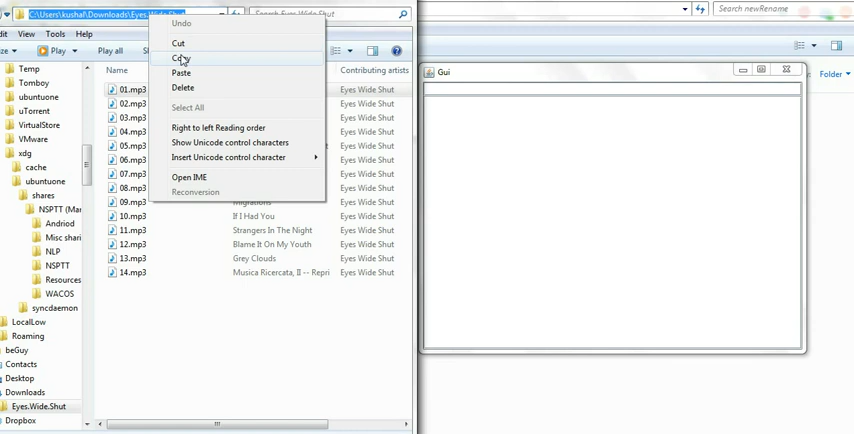 C:\Users\kushal\Downloads\Eyes.Wide.Shut
Search Eyes Wide Shut
Search newRename
View Tools Help
Play Play all
Folder
Undo
Cut
Copy
Paste
Delete
Select All
Right to left Reading order
Show Unicode control characters
Insert Unicode control character
Open IME
Reconversion
Temp
Tomboy
ubuntuone
uTorrent
VirtualStore
VMware
xdg
cache
ubuntuone
shares
NSPTT (Mar
Andriod
Misc shari
NLP
NSPTT
Resources
WACOS
syncdaemon
LocalLow
Roaming
beGuy
Contacts
Desktop
Downloads
Eyes.Wide.Shut
Dropbox
Name Contributing artists
01.mp3 Eyes Wide Shut
02.mp3 Eyes Wide Shut
03.mp3 Eyes Wide Shut
04.mp3 Eyes Wide Shut
05.mp3 Eyes Wide Shut
06.mp3 Eyes Wide Shut
07.mp3 Eyes Wide Shut
08.mp3 Eyes Wide Shut
09.mp3 Migrations Eyes Wide Shut
10.mp3 If I Had You Eyes Wide Shut
11.mp3 Strangers In The Night Eyes Wide Shut
12.mp3 Blame It On My Youth Eyes Wide Shut
13.mp3 Grey Clouds Eyes Wide Shut
14.mp3 Musica Ricercata, II -- Repri Eyes Wide Shut
Gui